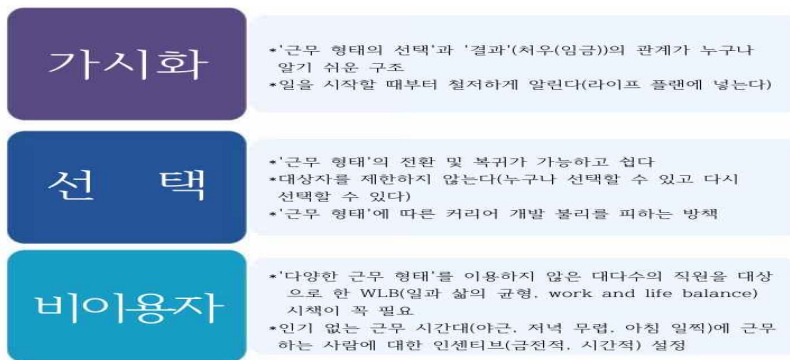 가시화
*'근무 형태의 선택'과 '결과'(처우(임금))의 관계가 누구나
알기 쉬운 구조
*일을 시작할 때부터 철저하게 알린다(라이프 플랜에 넣는다)
선 택
*'근무 형태'의 전환 및 복귀가 가능하고 쉽다
*대상자를 제한하지 않는다(누구나 선택할 수 있고 다시
선택할 수 있다)
*'근무 형태'에 따른 커리어 개발 불리를 피하는 방책
비이용자
*'다양한 근무 형태'를 이용하지 않은 대다수의 직원을 대상
으로 한 WLB(일과 삶의 균형, work and life balance)
시책이 꼭 필요
*인기 없는 근무 시간대(야근, 저녁 무렵, 아침 일찍)에 근무
하는 사람에 대한 인센티브(금전적, 시간적) 설정